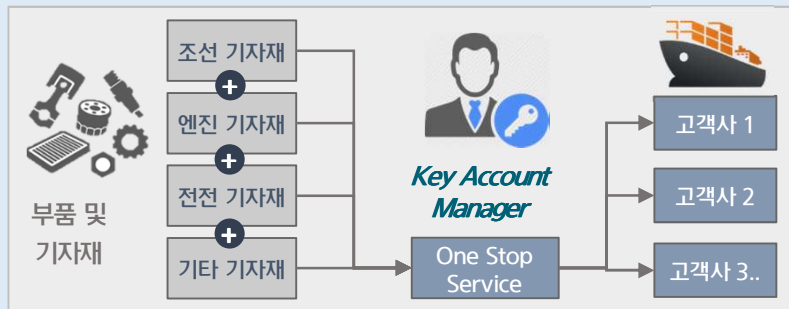 부품 및
기자재
조선 기자재
+
엔진 기자재
+
전전 기자재
+
기타 기자재
Key Account
Manager
One Stop
Service
고객사 1
고객사 2
고객사 3..